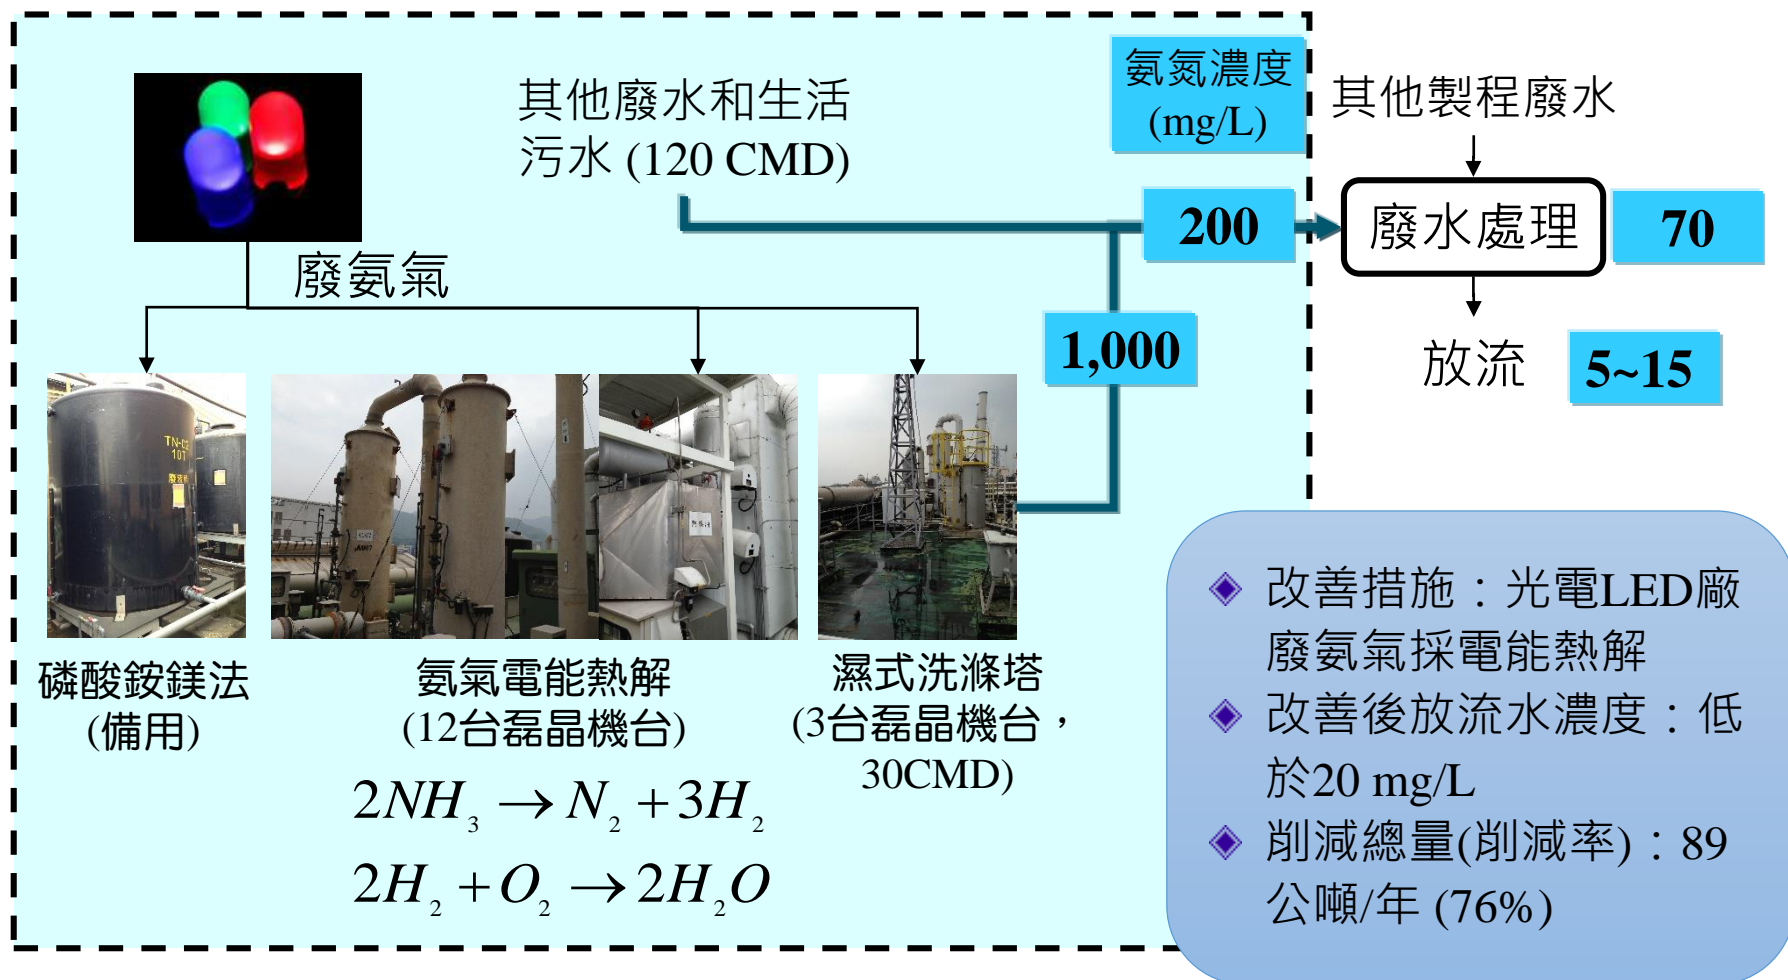 氨氮濃度
(mg/L)
其他廢水和生活
污水 (120 CMD)
其他製程廢水
200
廢水處理
70
廢氨氣
1,000
放流
5~15
TN-C2
10T
磷酸銨鎂法
(備用)
氨氣電能熱解
(12台磊晶機台)
濕式洗滌塔
(3台磊晶機台，
30CMD)
2NH₃ → N₂ + 3H₂
2H₂ + O₂ → 2H₂O
改善措施：光電LED廠
廢氨氣採電能熱解
改善後放流水濃度：低
於20 mg/L
削減總量(削減率)：89
公噸/年 (76%)